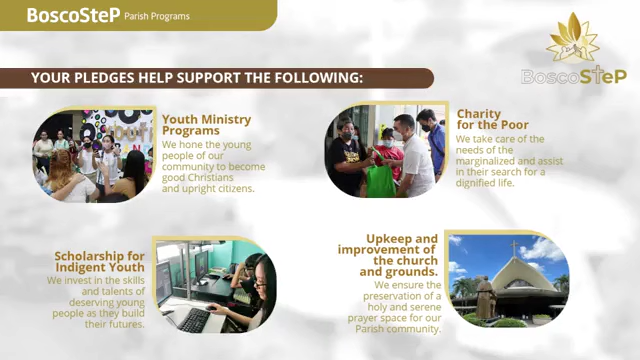 BoscoSteP Parish Programs
BoscoSteP
YOUR PLEDGES HELP SUPPORT THE FOLLOWING:
Youth Ministry
Programs
We hone the young
people of our
community to become
good Christians
and upright citizens.
Charity
for the Poor
We take care of the
needs of the
marginalized and assist
in their search for a
dignified life.
Scholarship for
Indigent Youth
We invest in the skills
and talents of
deserving young
people as they build
their futures.
Upkeep and
improvement of
the church
and grounds.
We ensure the
preservation of a
holy and serene
prayer space for our
Parish community.